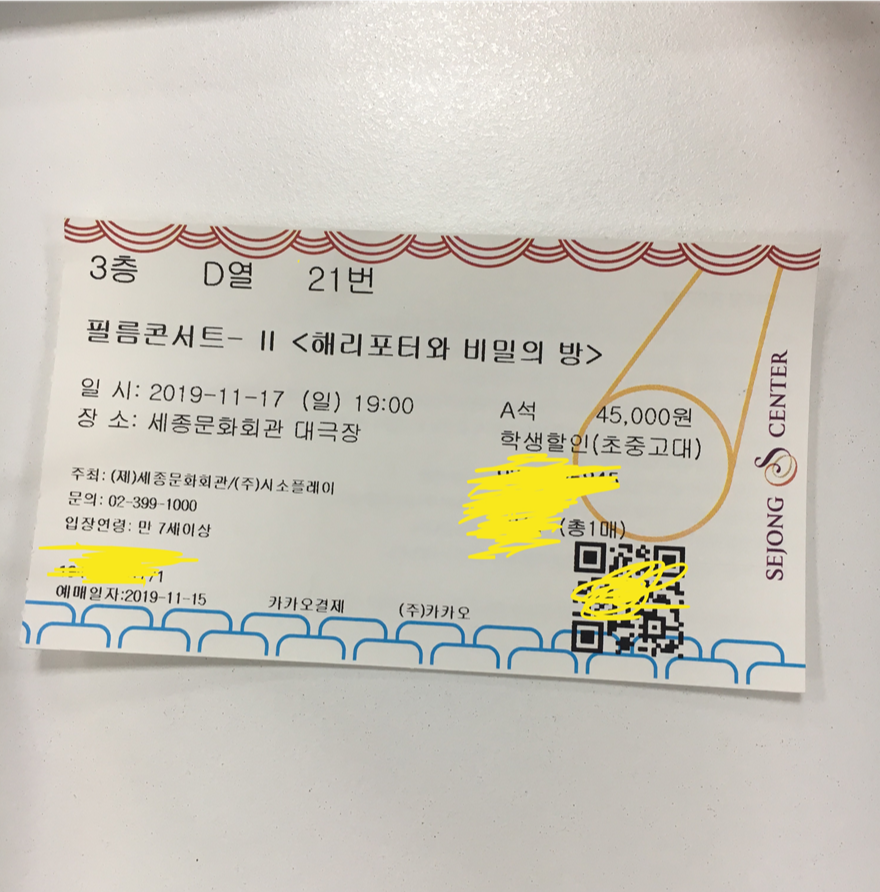 3층 D열 21번
필름콘서트- II <해리포터와 비밀의 방>
일 시: 2019-11-17 (일) 19:00
장 소: 세종문화회관 대극장
A석 45,000원
학생할인(초중고대)
주최: (재)세종문화회관/(주)시소플레이
문의: 02-399-1000
입장연령: 만 7세이상
(총1매)
예매일자:2019-11-15 카카오결제 (주)카카오
SEJONG CENTER